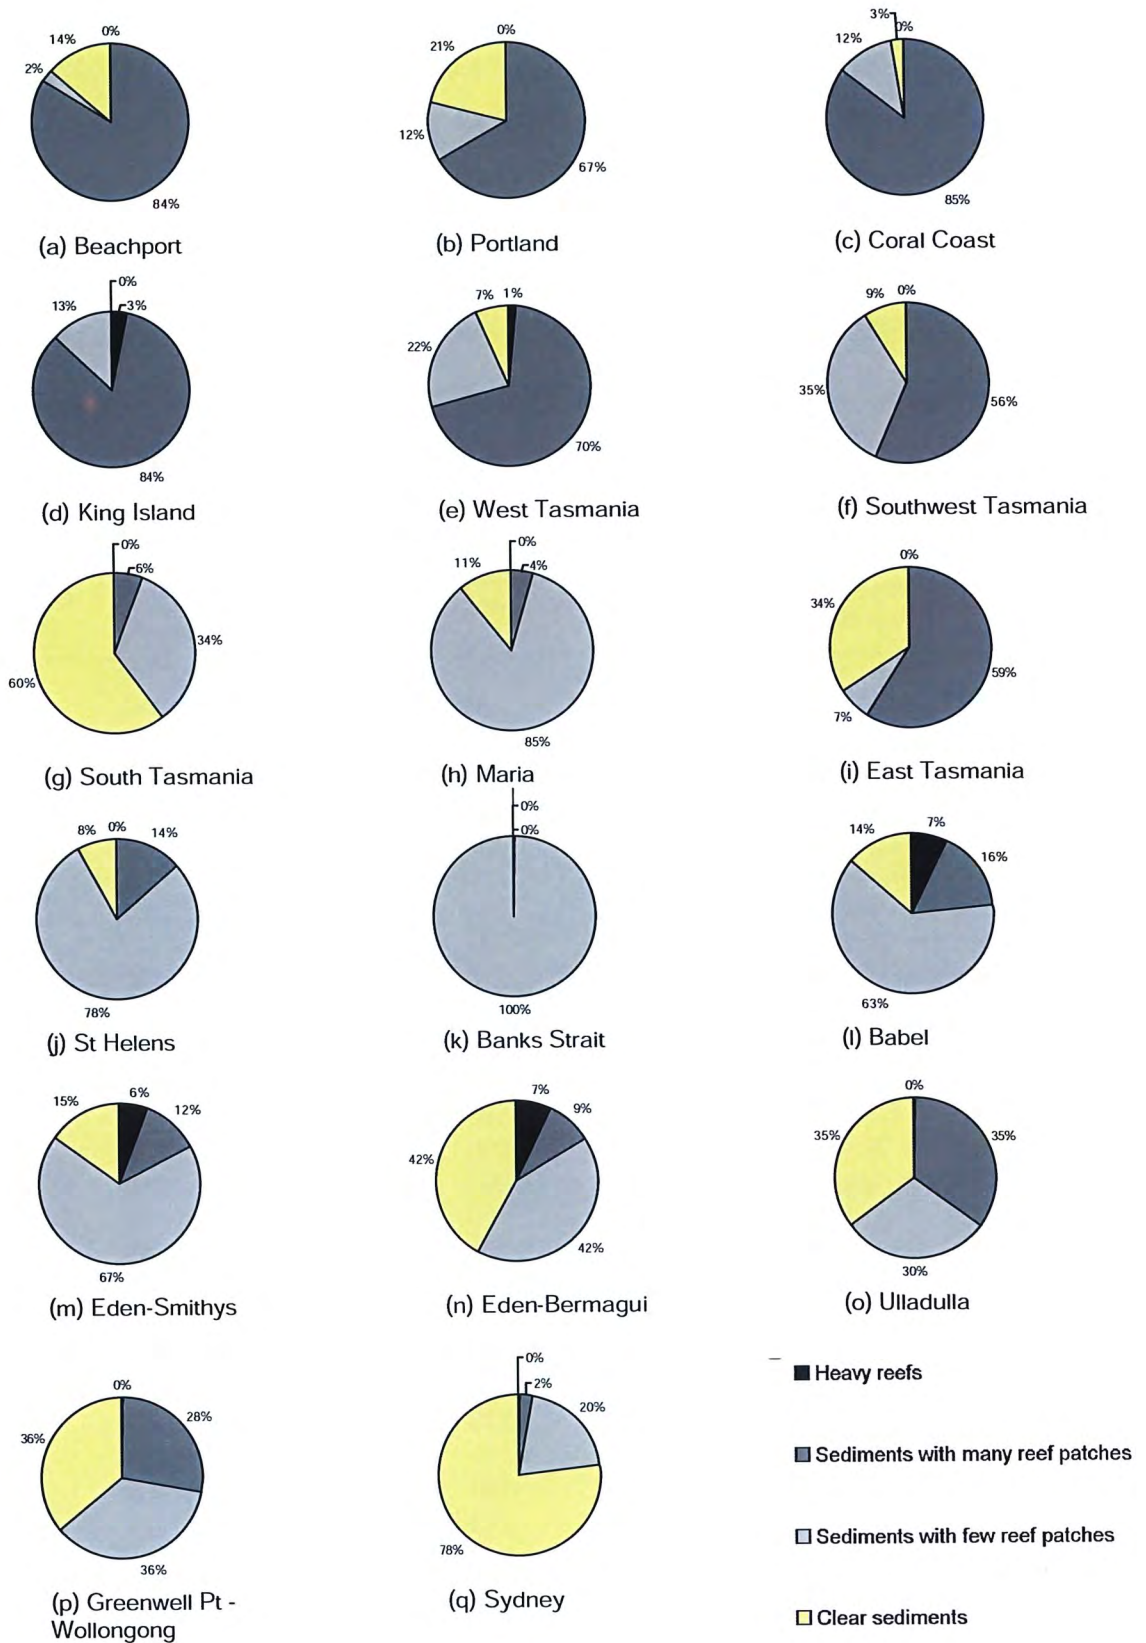 14% 0%
2%
84%
(a) Beachport
0%
21%
12%
67%
(b) Portland
3% 0%
12%
85%
(c) Coral Coast
0%
13% 3%
84%
(d) King Island
7% 1%
22%
70%
(e) West Tasmania
9% 0%
35%
56%
(f) Southwest Tasmania
0%
6%
34%
60%
(g) South Tasmania
0%
11% 4%
85%
(h) Maria
0%
34%
59%
7%
(i) East Tasmania
8% 0% 14%
78%
(j) St Helens
0%
0%
100%
(k) Banks Strait
14% 7%
16%
63%
(l) Babel
15% 6% 12%
67%
(m) Eden-Smithys
7% 9%
42%
42%
(n) Eden-Bermagui
0%
35% 35%
30%
(o) Ulladulla
0%
28%
36%
36%
(p) Greenwell Pt -
Wollongong
0%
2%
20%
78%
(q) Sydney
Heavy reefs
Sediments with many reef patches
Sediments with few reef patches
Clear sediments